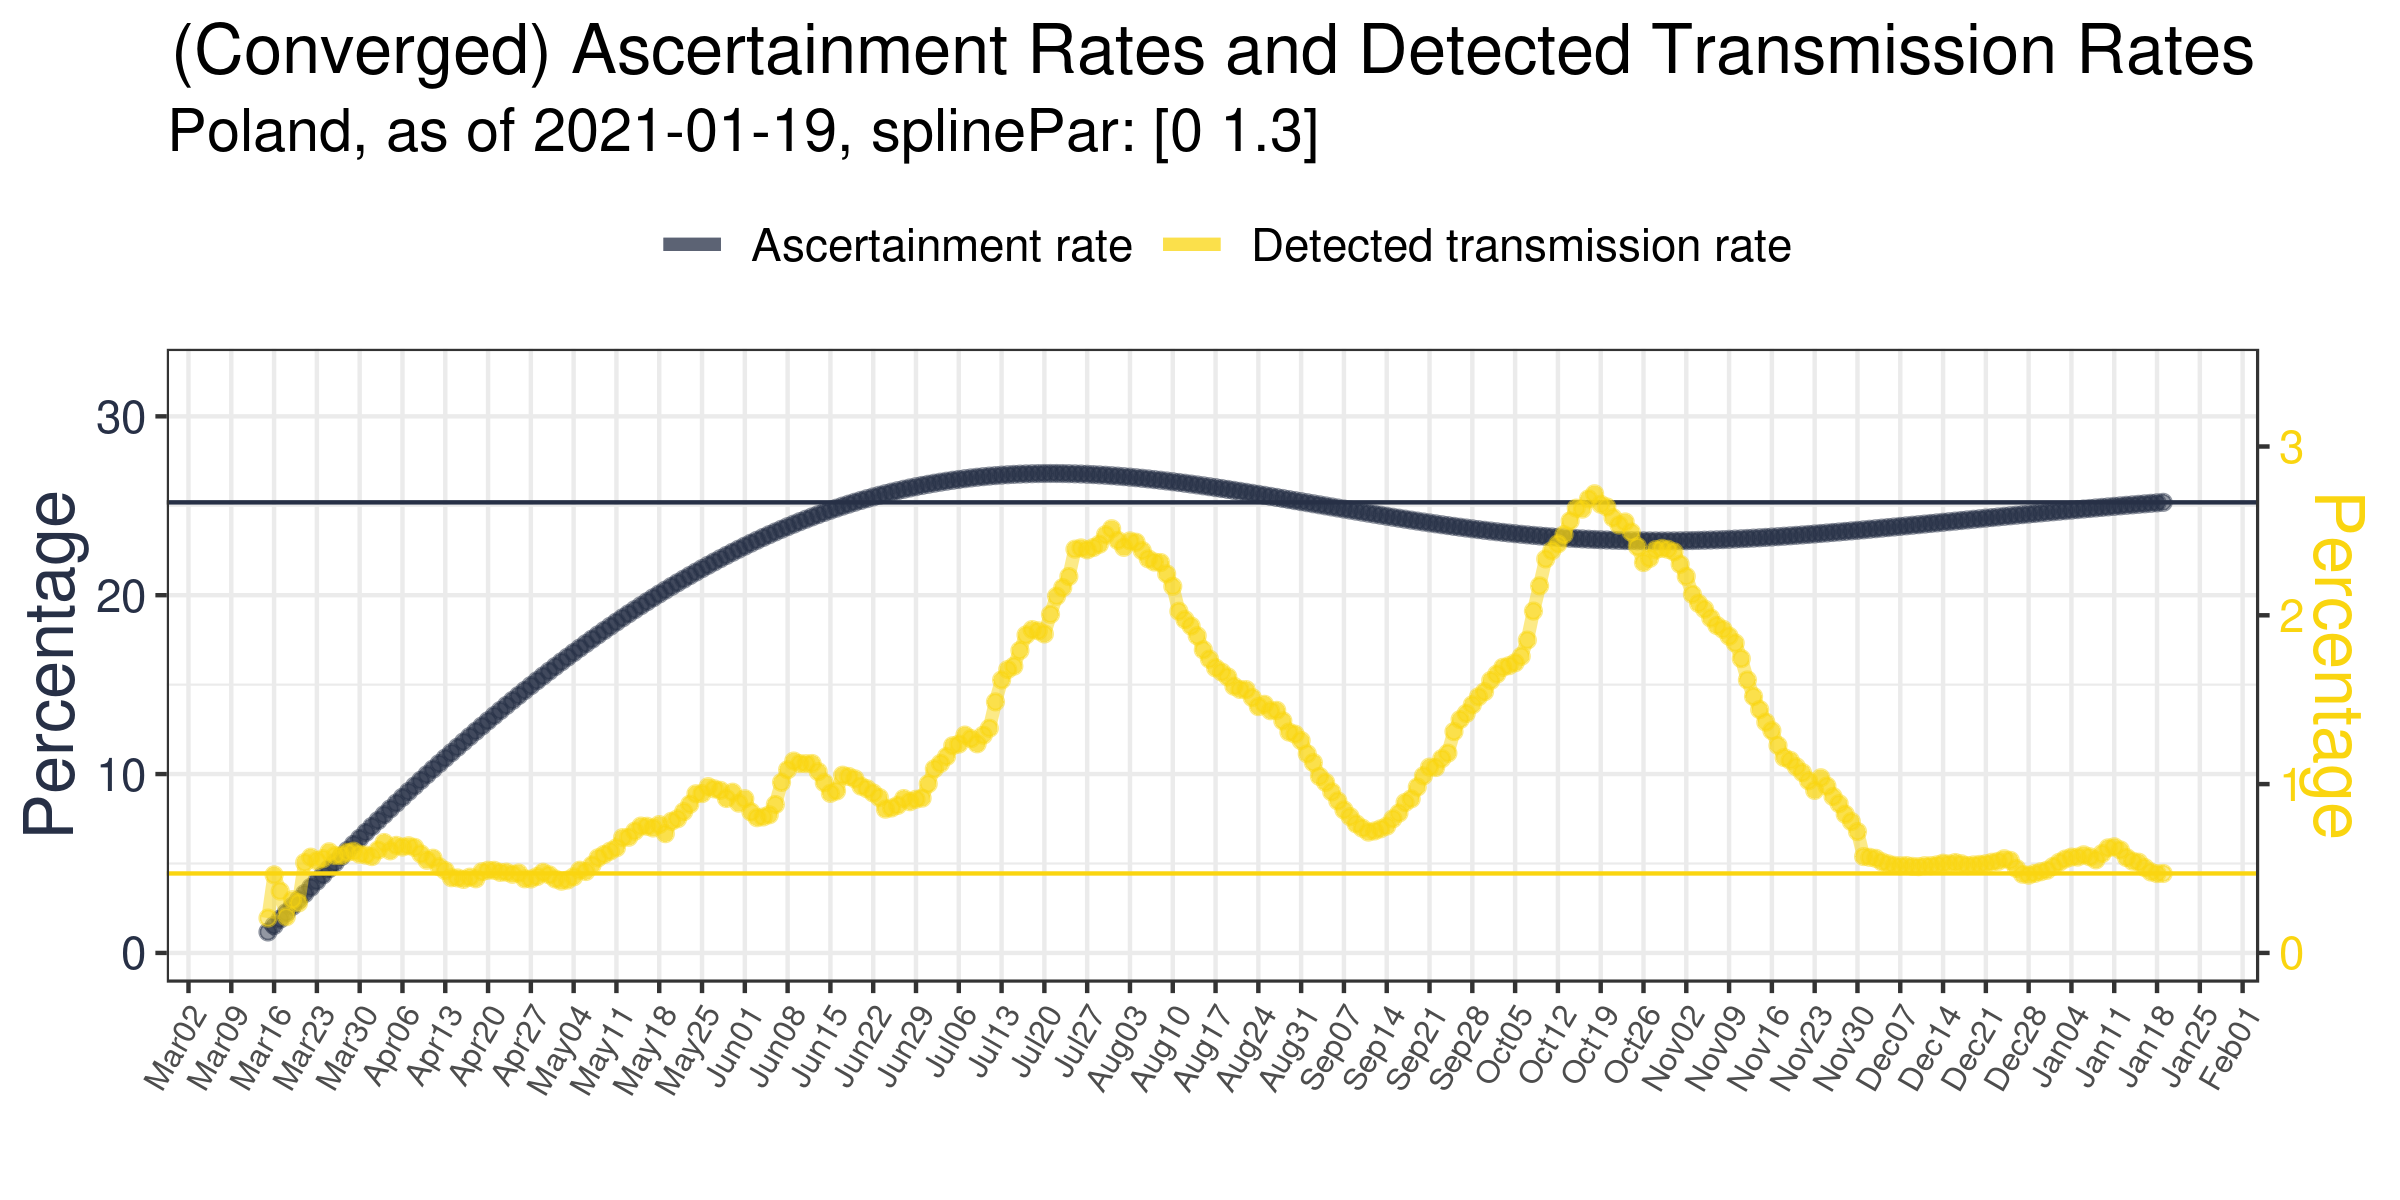 (Converged) Ascertainment Rates and Detected Transmission Rates
Poland, as of 2021-01-19, splinePar: [0 1.3]
Ascertainment rate Detected transmission rate
Percentage
30
20
10
0
3
2
1
0
Percentage
Mar02 Mar09 Mar16 Mar23 Mar30 Apr06 Apr13 Apr20 Apr27 May04 May11 May18 May25 Jun01 Jun08 Jun15 Jun22 Jun29 Jul06 Jul13 Jul20 Jul27 Aug03 Aug10 Aug17 Aug24 Aug31 Sep07 Sep14 Sep21 Sep28 Oct05 Oct12 Oct19 Oct26 Nov02 Nov09 Nov16 Nov23 Nov30 Dec07 Dec14 Dec21 Dec28 Jan04 Jan11 Jan18 Jan25 Feb01